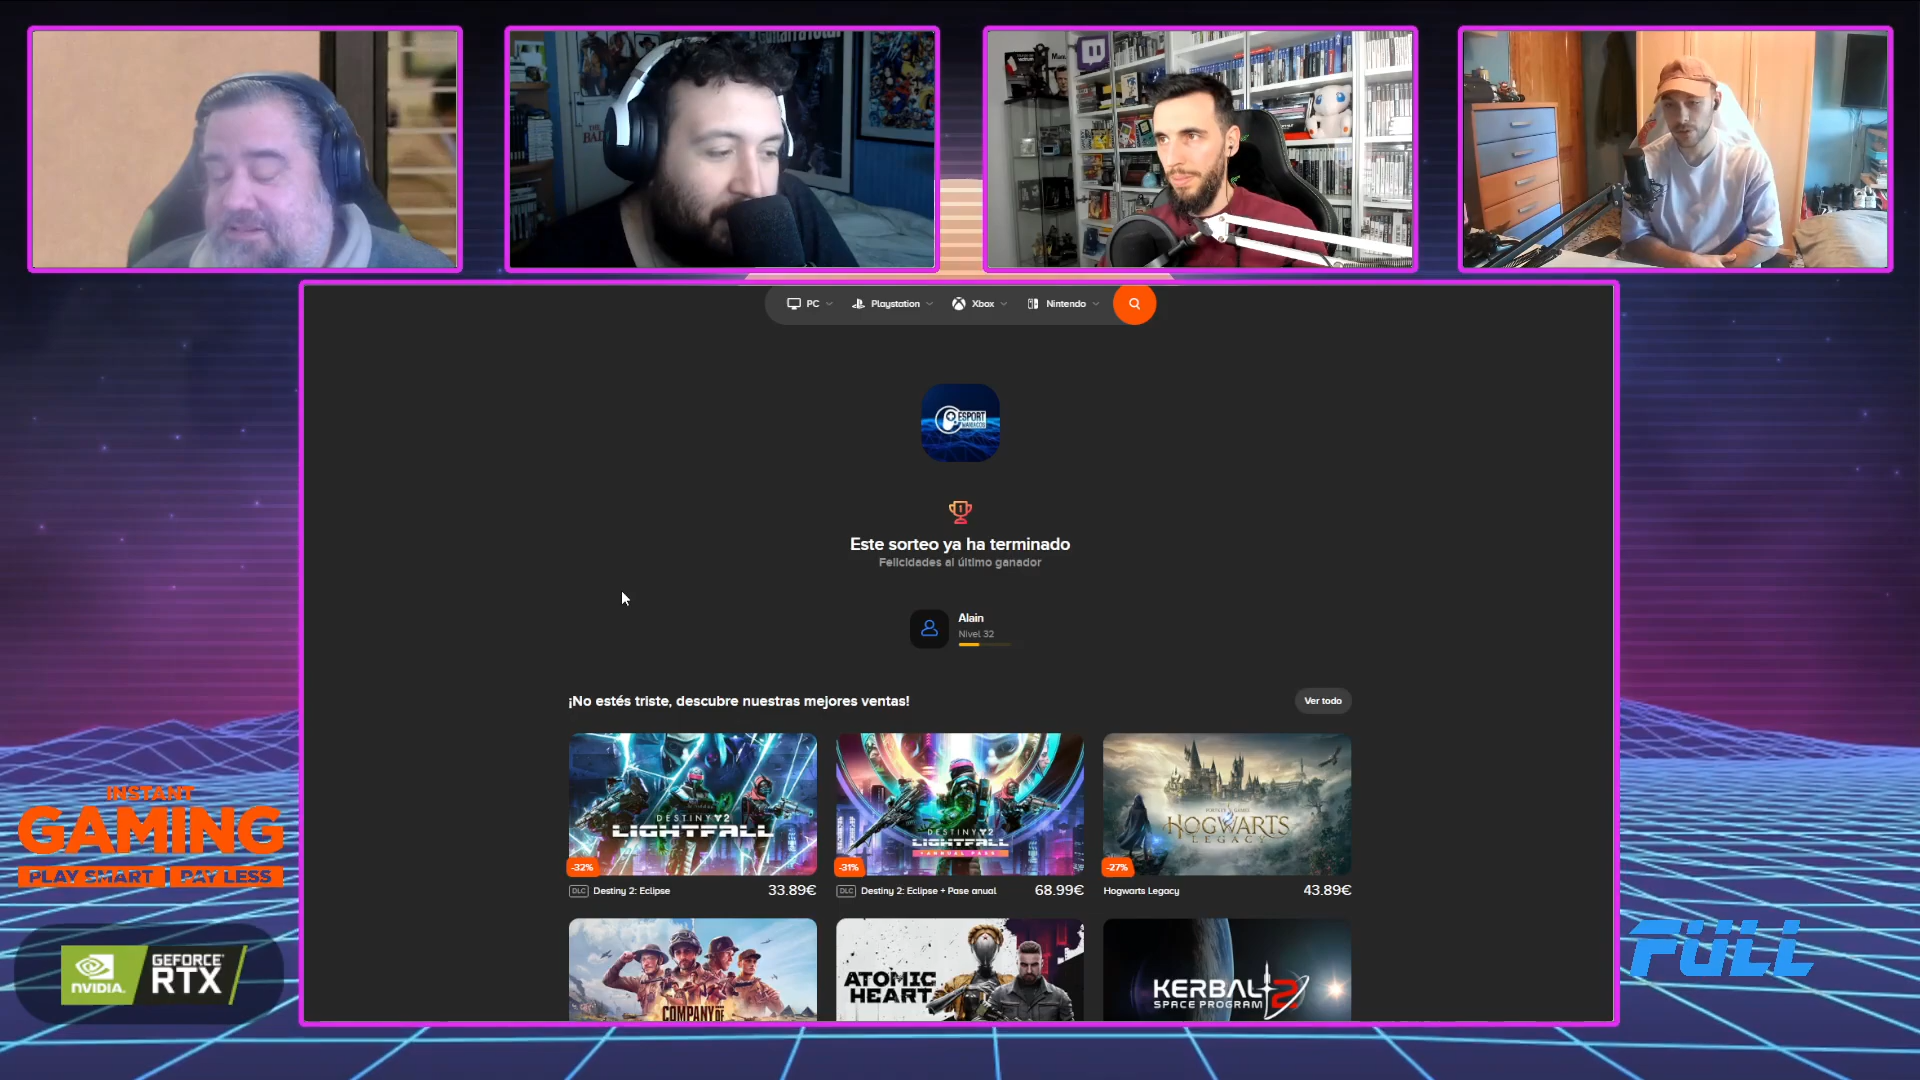 PC
Playstation
Xbox
Nintendo
ESPORT
Este sorteo ya ha terminado
Felicidades al último ganador
Alain
Nivel 32
¡No estés triste, descubre nuestras mejores ventas!
Ver todo
DESTINY 2
LIGHTFALL
DESTINY 2
LIGHTFALL
+ ANNUAL PASS
HOGWARTS
LEGACY
-32%
-31%
-27%
DLC Destiny 2: Eclipse 33.89€
DLC Destiny 2: Eclipse + Pase anual 68.99€
Hogwarts Legacy 43.89€
COMPANY OF
ATOMIC
HEART
KERBAL 2
SPACE PROGRAM
INSTANT
GAMING
PLAY SMART PAY LESS
NVIDIA.
GEFORCE
RTX
FÜLL